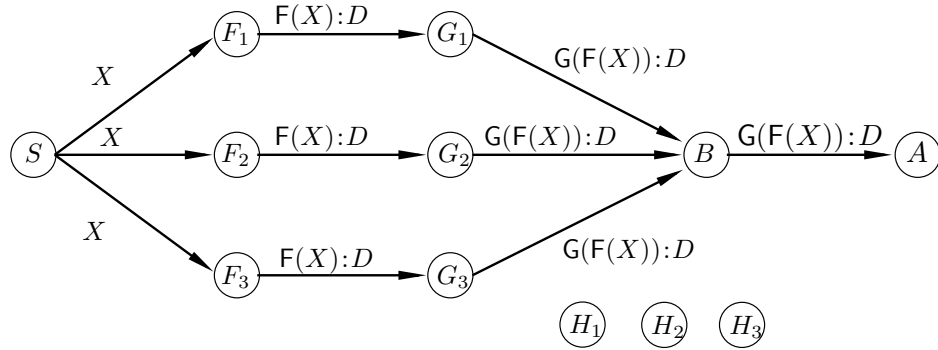 F₁ F(X):D G₁
X G(F(X)):D
S X F₂ F(X):D G₂ G(F(X)):D B G(F(X)):D A
X F₃ F(X):D G₃ G(F(X)):D
H₁ H₂ H₃